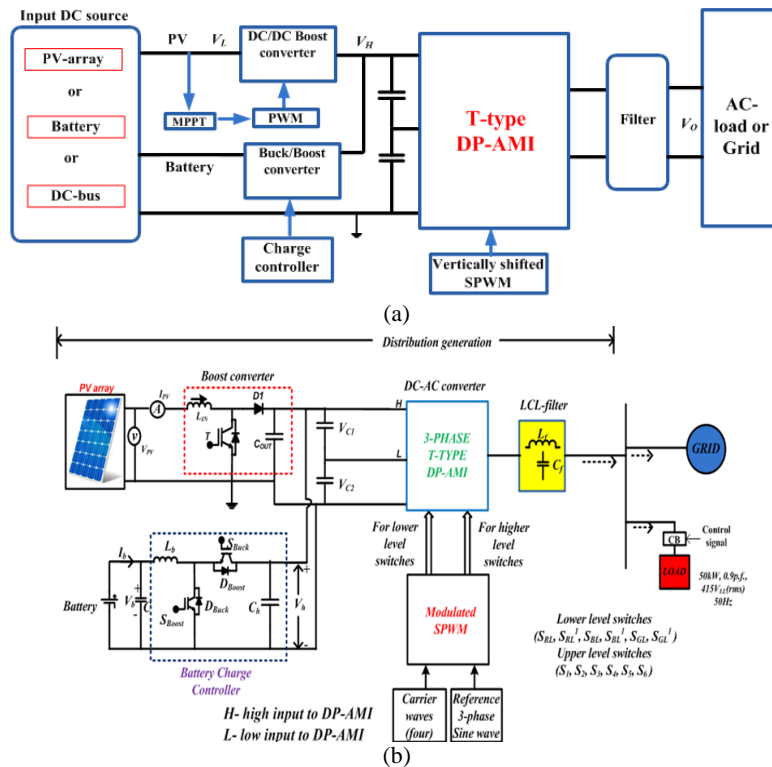 Input DC source
PV-array
or
Battery
or
DC-bus
PV
V_L
DC/DC Boost
converter
V_H
MPPT
PWM
Battery
Buck/Boost
converter
Charge
controller
T-type
DP-AMI
Vertically shifted
SPWM
Filter
V_O
AC-
load or
Grid
(a)
Distribution generation
PV array
I_PV
A
v
V_PV
Boost converter
L_IN
D1
T
C_OUT
V_C1
V_C2
DC-AC converter
H
L
3-PHASE
T-TYPE
DP-AMI
LCL-filter
L_f
C_f
GRID
Control
signal
CB
LOAD
50kW, 0.9p.f.,
415V_LL(rms)
50Hz
For lower
level
switches
For higher
level
switches
Modulated
SPWM
Carrier
waves
(four)
Reference
3-phase
Sine wave
Lower level switches
(S_RL, S_RL^1, S_BL, S_BL^1, S_GL, S_GL^1)
Upper level switches
(S_1, S_2, S_3, S_4, S_5, S_6)
I_b
L_b
S_Buck
D_Boost
D_Buck
S_Boost
Battery
+
V_b
-
C
C_h
+
V_h
-
Battery Charge
Controller
H- high input to DP-AMI
L- low input to DP-AMI
(b)